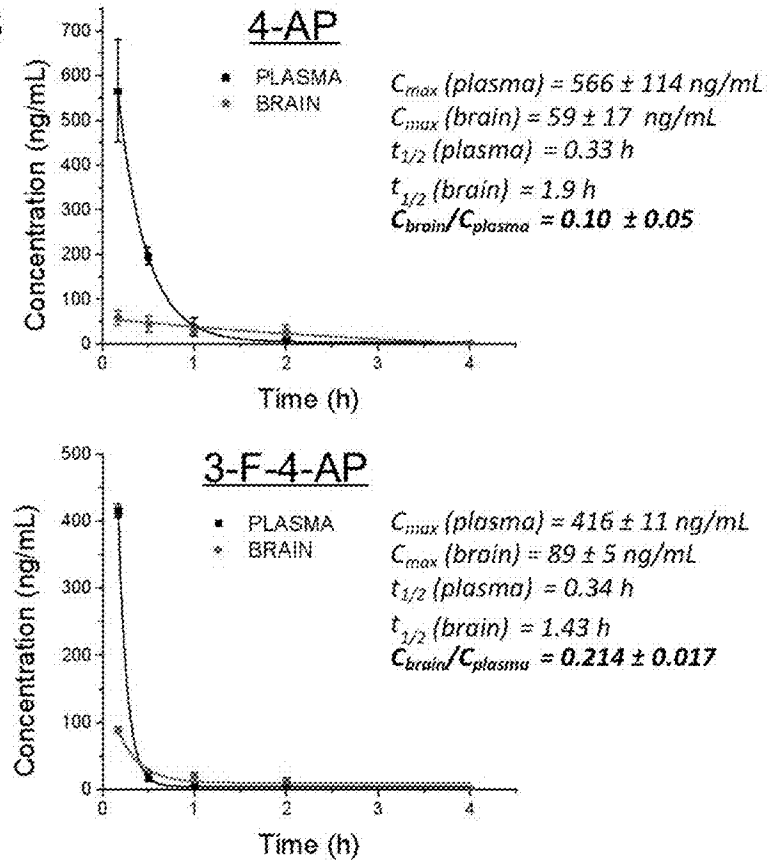 4-AP
700
600
500
400
300
200
100
0
Concentration (ng/mL)
PLASMA
BRAIN
Cmax (plasma) = 566 ± 114 ng/mL
Cmax (brain) = 59 ± 17 ng/mL
t1/2 (plasma) = 0.33 h
t1/2 (brain) = 1.9 h
Cbrain/Cplasma = 0.10 ± 0.05
0 1 2 3 4
Time (h)
3-F-4-AP
500
400
300
200
100
0
Concentration (ng/mL)
PLASMA
BRAIN
Cmax (plasma) = 416 ± 11 ng/mL
Cmax (brain) = 89 ± 5 ng/mL
t1/2 (plasma) = 0.34 h
t1/2 (brain) = 1.43 h
Cbrain/Cplasma = 0.214 ± 0.017
0 1 2 3 4
Time (h)